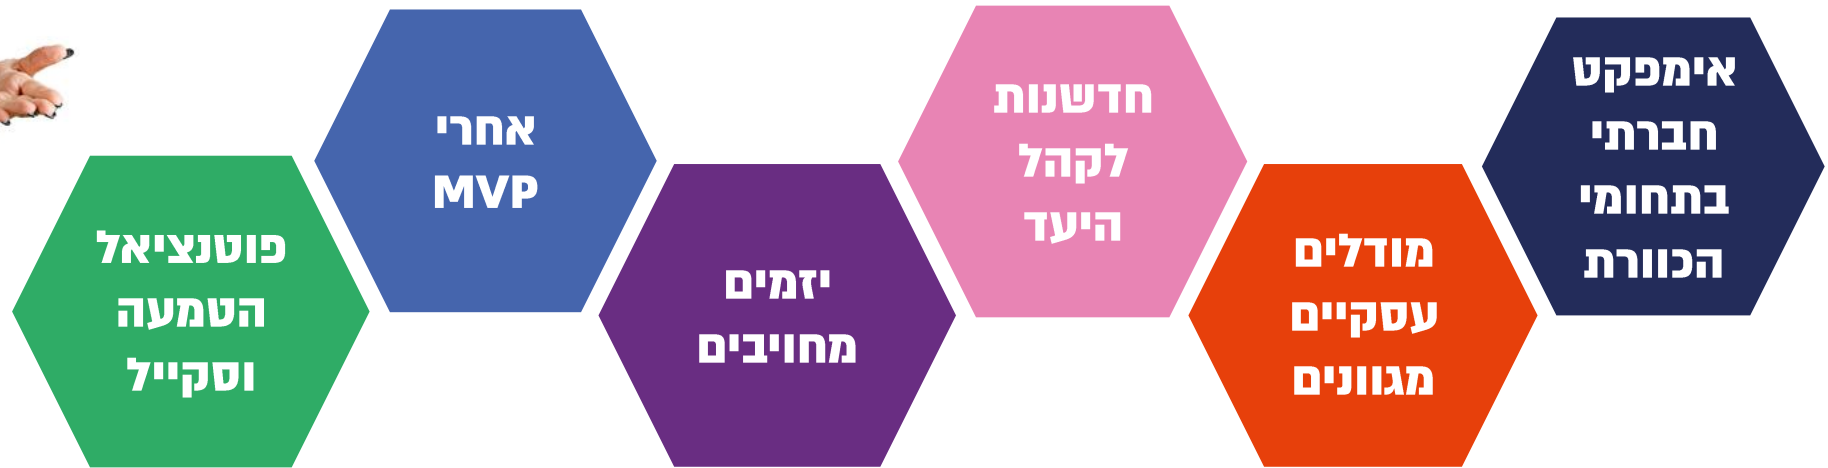 אימפקט
חברתי
בתחומי
הכוורת
מודלים
עסקיים
מגוונים
חדשנות
לקהל
היעד
יזמים
מחויבים
אחרי
MVP
פוטנציאל
הטמעה
וסקייל